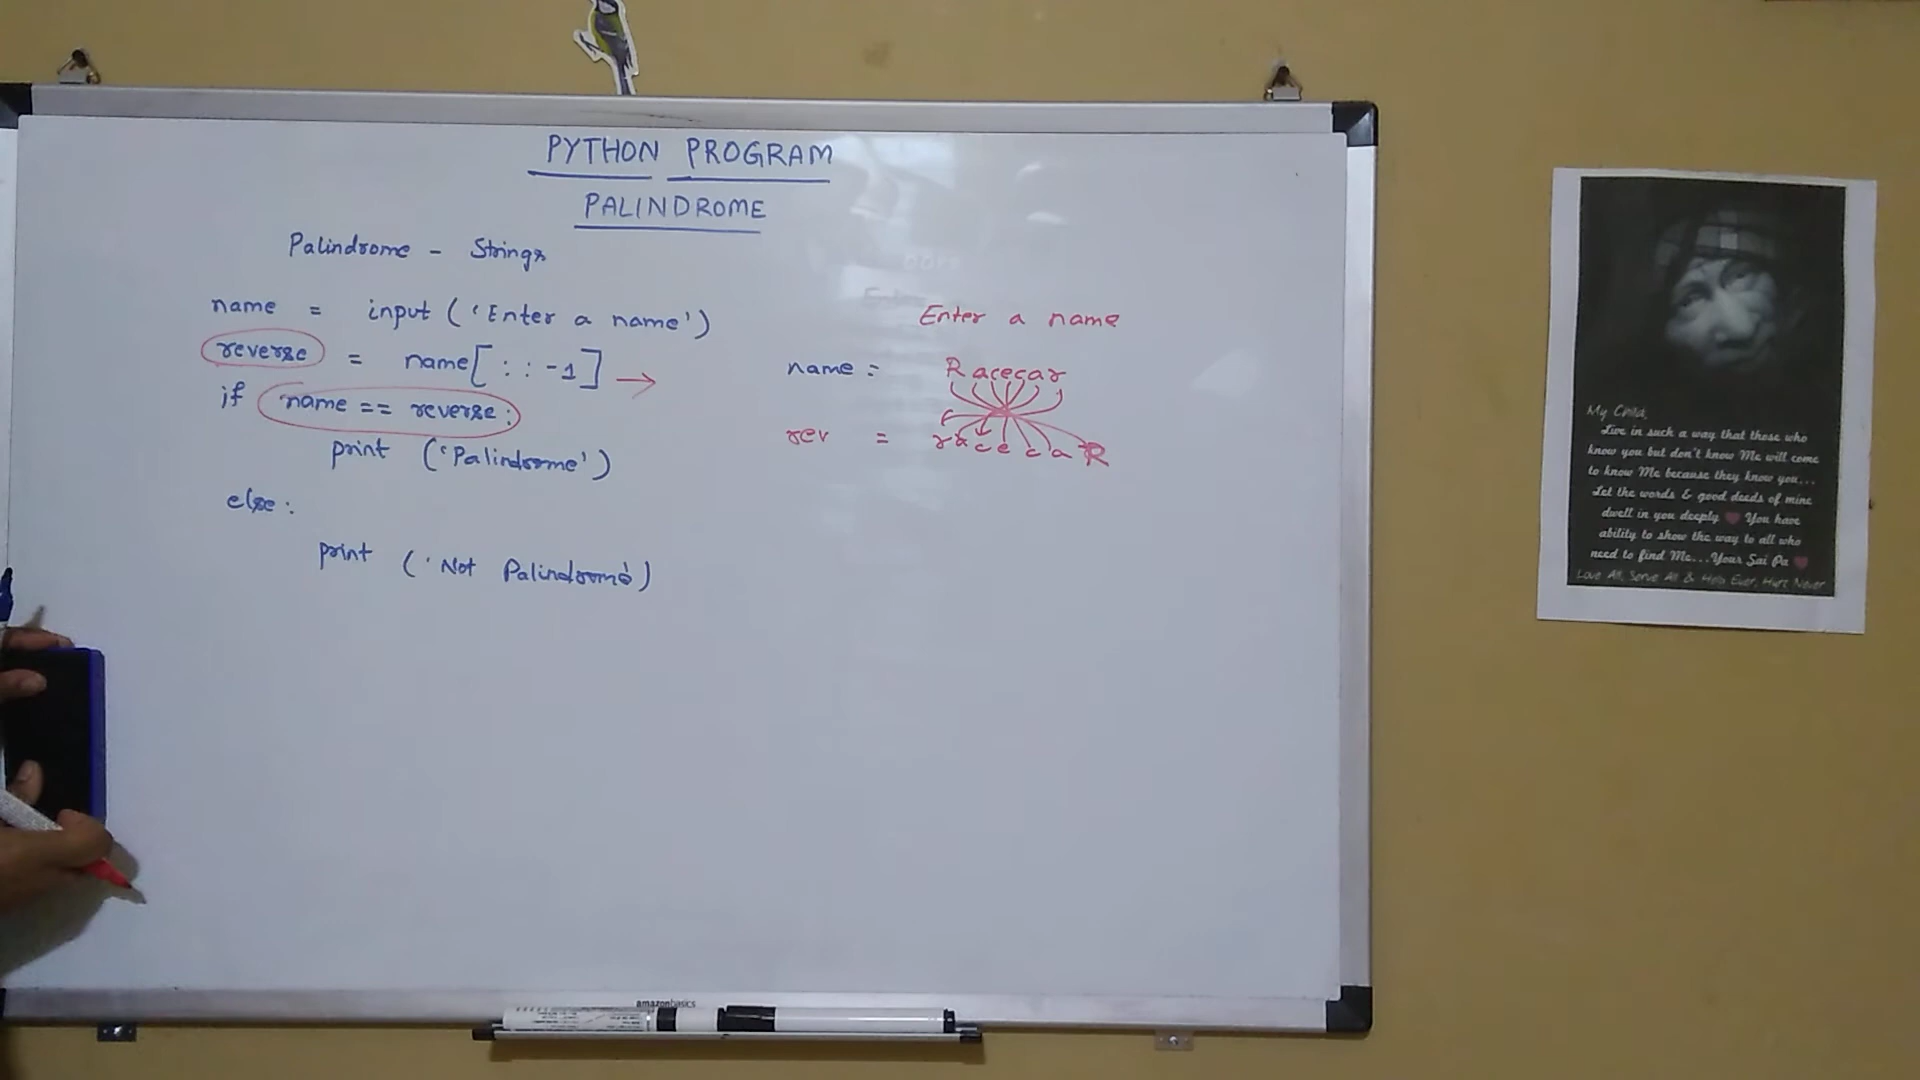 PYTHON PROGRAM
PALINDROME
Palindrome - Strings
name = input ('Enter a name')
reverse = name[ : : -1 ] →
if name == reverse :
print ('Palindrome')
else :
print ('Not Palindrome')
Enter a name
name = Racecar
rev = racecaR
My Child,
Live in such a way that those who
know you but don't know Me will come
to know Me because they know you...
Let the words & good deeds of mine
dwell in you deeply ❤ You have
ability to show the way to all who
need to find Me...Your Sai Pa ❤
Love All, Serve All & Help Ever, Hurt Never
amazonbasics